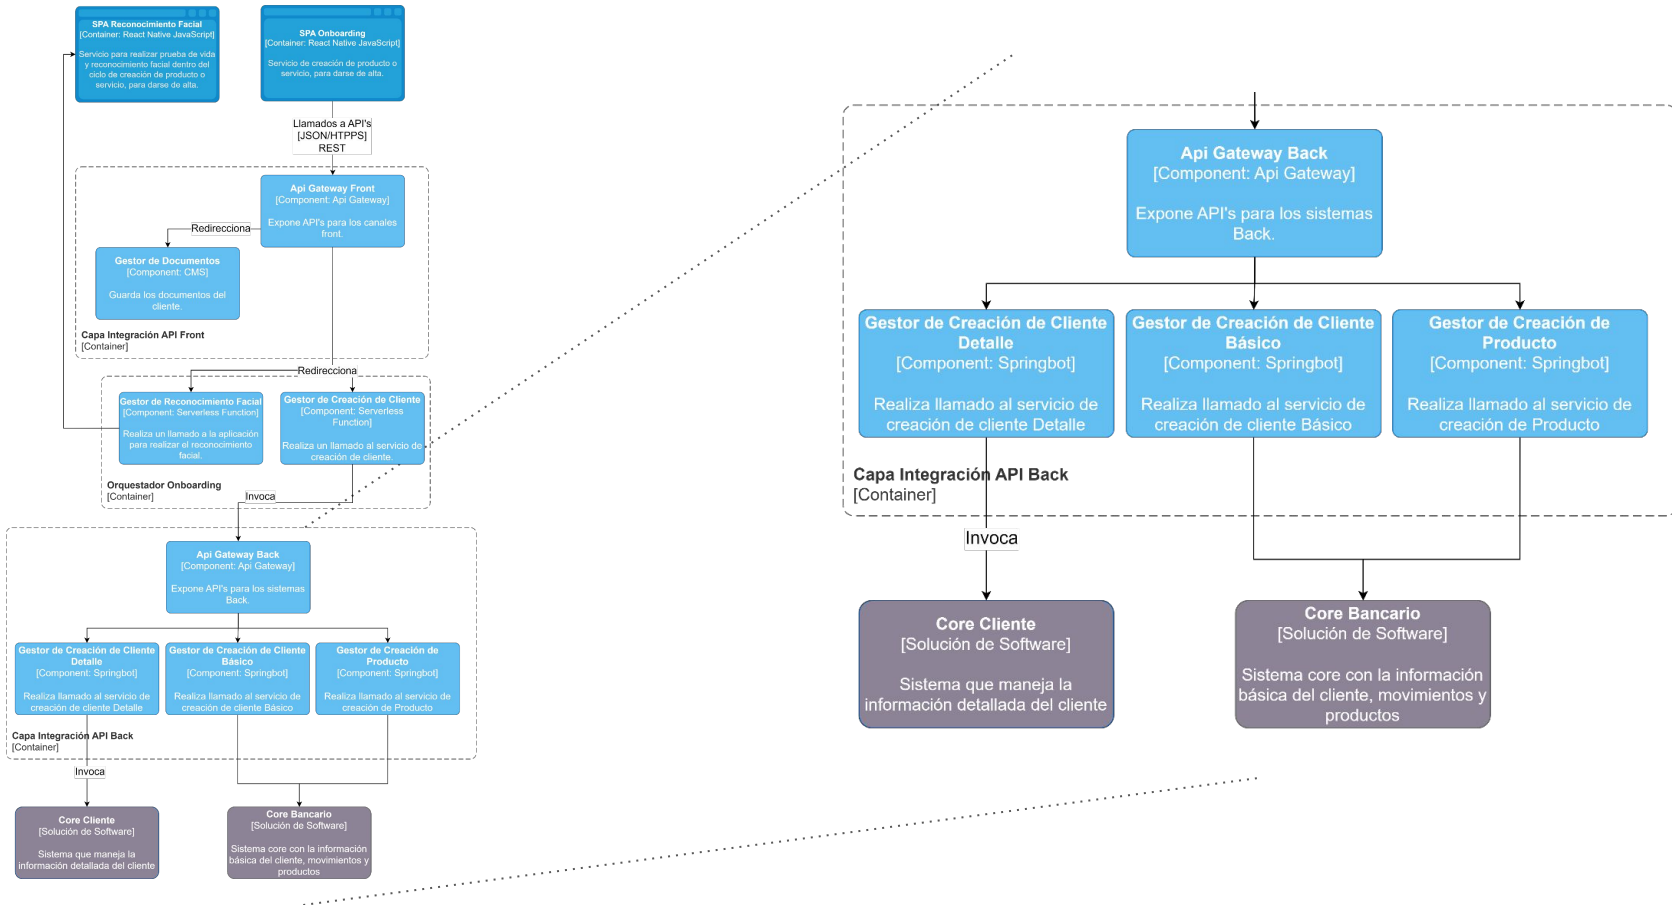 SPA Reconocimiento Facial
[Container: React Native JavaScript]
Servicio para realizar prueba de vida
y reconocimiento facial dentro del
ciclo de creación de producto o
servicio, para darse de alta.
SPA Onboarding
[Container: React Native JavaScript]
Servicio de creación de producto o
servicio, para darse de alta.
Llamados a API's
[JSON/HTPPS]
REST
Api Gateway Front
[Component: Api Gateway]
Expone API's para los canales
front.
Redirecciona
Gestor de Documentos
[Component: CMS]
Guarda los documentos del
cliente.
Capa Integración API Front
[Container]
Redirecciona
Gestor de Reconocimiento Facial
[Component: Serverless Function]
Realiza un llamado a la aplicación
para realizar el reconocimiento
facial.
Gestor de Creación de Cliente
[Component: Serverless
Function]
Realiza un llamado al servicio de
creación de cliente.
Orquestador Onboarding
[Container]
Invoca
Api Gateway Back
[Component: Api Gateway]
Expone API's para los sistemas
Back.
Gestor de Creación de Cliente
Detalle
[Component: Springbot]
Realiza llamado al servicio de
creación de cliente Detalle
Gestor de Creación de Cliente
Básico
[Component: Springbot]
Realiza llamado al servicio de
creación de cliente Básico
Gestor de Creación de
Producto
[Component: Springbot]
Realiza llamado al servicio de
creación de Producto
Capa Integración API Back
[Container]
Invoca
Core Cliente
[Solución de Software]
Sistema que maneja la
información detallada del cliente
Core Bancario
[Solución de Software]
Sistema core con la información
básica del cliente, movimientos y
productos
Api Gateway Back
[Component: Api Gateway]
Expone API's para los sistemas
Back.
Gestor de Creación de Cliente
Detalle
[Component: Springbot]
Realiza llamado al servicio de
creación de cliente Detalle
Gestor de Creación de Cliente
Básico
[Component: Springbot]
Realiza llamado al servicio de
creación de cliente Básico
Gestor de Creación de
Producto
[Component: Springbot]
Realiza llamado al servicio de
creación de Producto
Capa Integración API Back
[Container]
Invoca
Core Cliente
[Solución de Software]
Sistema que maneja la
información detallada del cliente
Core Bancario
[Solución de Software]
Sistema core con la información
básica del cliente, movimientos y
productos